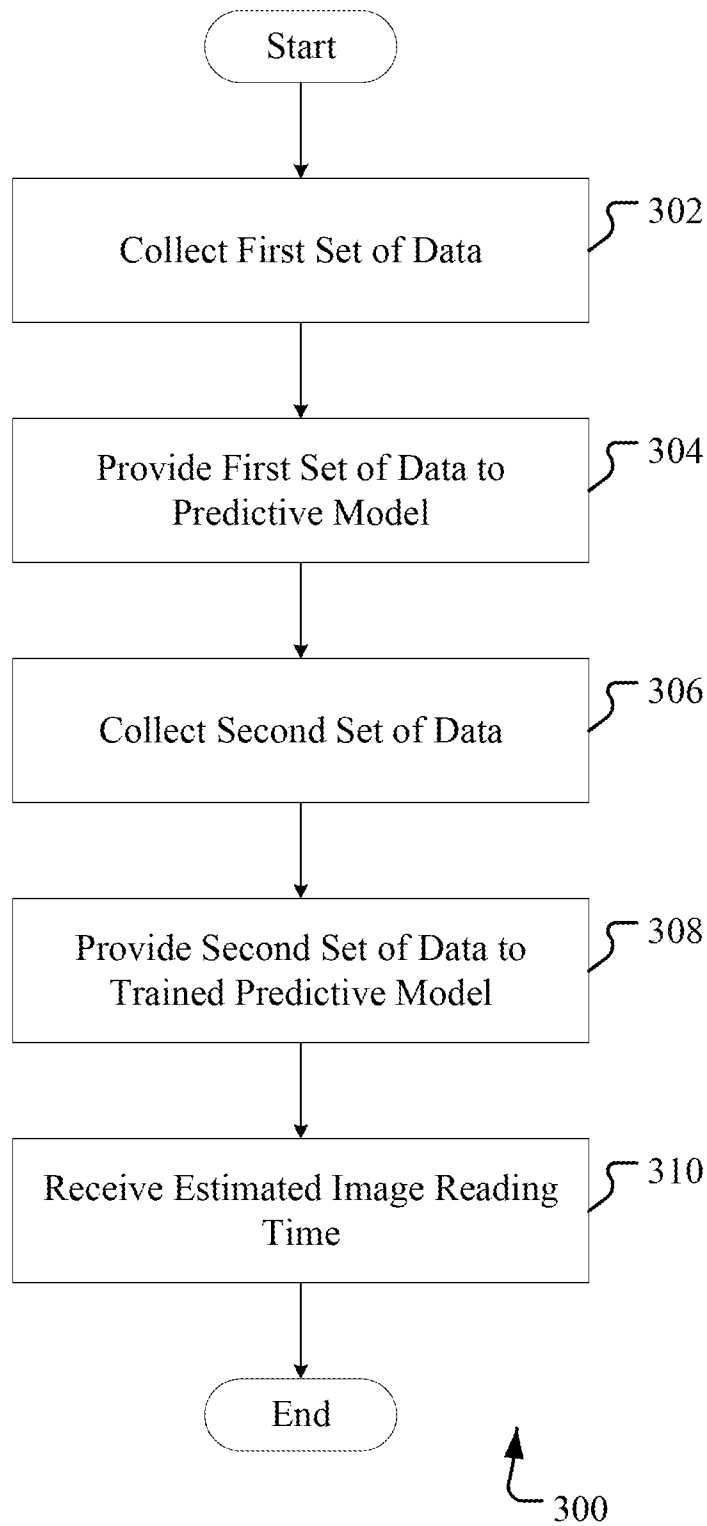 Start
302
Collect First Set of Data
304
Provide First Set of Data to
Predictive Model
306
Collect Second Set of Data
308
Provide Second Set of Data to
Trained Predictive Model
310
Receive Estimated Image Reading
Time
End
300